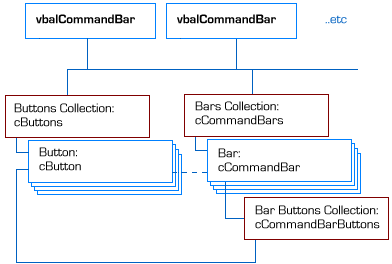 vbalCommandBar
vbalCommandBar
..etc
Buttons Collection:
cButtons
Bars Collection:
cCommandBars
Button:
cButton
Bar:
cCommandBar
Bar Buttons Collection:
cCommandBarButtons